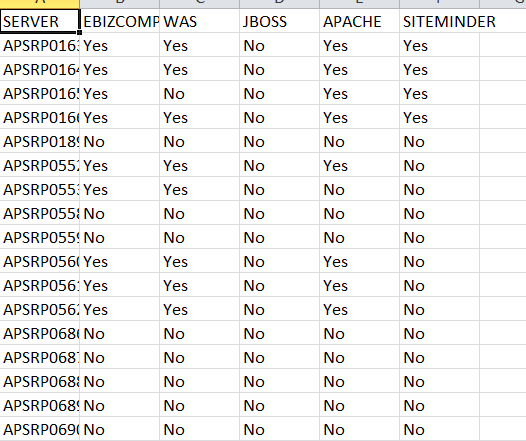 SERVER EBIZCOMP WAS JBOSS APACHE SITEMINDER
APSRP0163 Yes Yes No Yes Yes
APSRP0164 Yes Yes No Yes Yes
APSRP0165 Yes No No Yes Yes
APSRP0166 Yes Yes No Yes Yes
APSRP0189 No No No No No
APSRP0552 Yes Yes No Yes No
APSRP0553 Yes Yes No No No
APSRP0558 No No No No No
APSRP0559 No No No No No
APSRP0560 Yes Yes No Yes No
APSRP0561 Yes Yes No Yes No
APSRP0562 Yes Yes No Yes No
APSRP0686 No No No No No
APSRP0687 No No No No No
APSRP0688 No No No No No
APSRP0689 No No No No No
APSRP0690 No No No No No